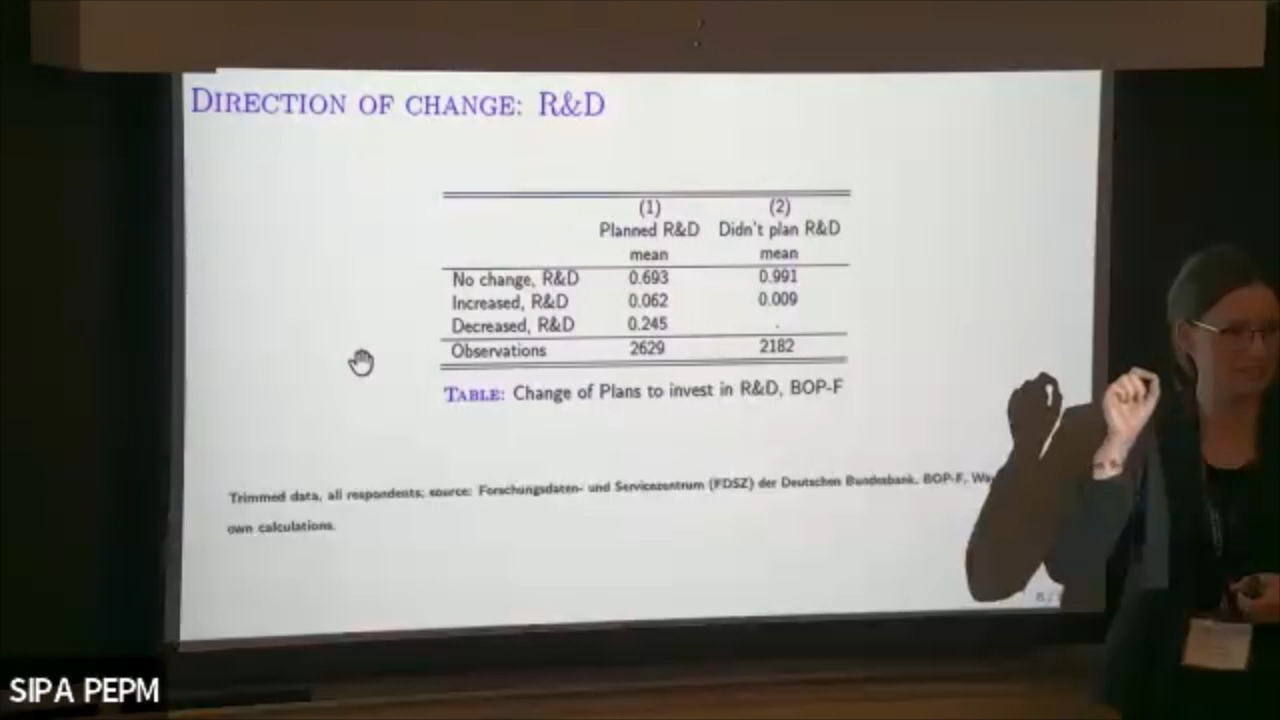 DIRECTION OF CHANGE: R&D
(1) (2)
Planned R&D Didn't plan R&D
mean mean
No change, R&D 0.693 0.991
Increased, R&D 0.062 0.009
Decreased, R&D 0.245 .
Observations 2629 2182
TABLE: Change of Plans to invest in R&D, BOP-F
Trimmed data, all respondents; source: Forschungsdaten- und Servicezentrum (FDSZ) der Deutschen Bundesbank, BOP-F,
own calculations.
8 /
SIPA PEPM